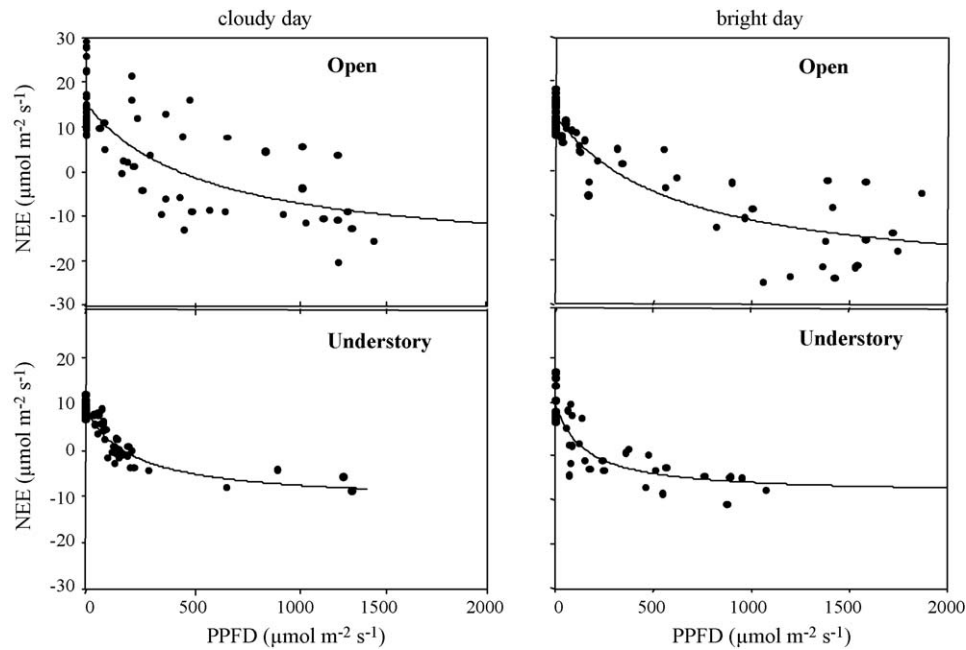 cloudy day
bright day
30
20
10
0
-10
-20
-30
NEE (μmol m-2 s-1)
Open
Open
20
10
0
-10
-20
-30
NEE (μmol m-2 s-1)
Understory
Understory
0 500 1000 1500 2000
0 500 1000 1500 2000
PPFD (μmol m-2 s-1)
PPFD (μmol m-2 s-1)